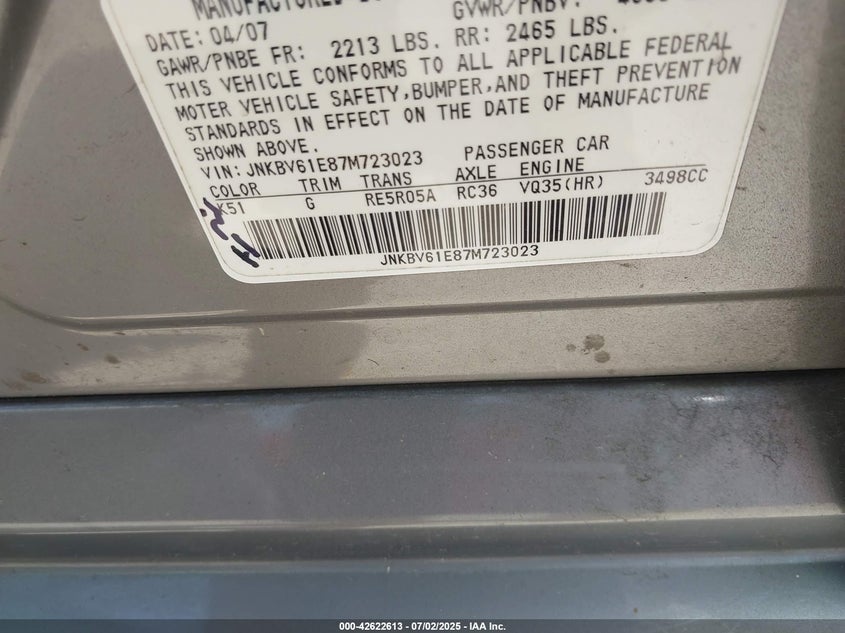 MANUFACTURED
GVWR/PNBV:
DATE: 04/07
GAWR/PNBE FR: 2213 LBS. RR: 2465 LBS.
THIS VEHICLE CONFORMS TO ALL APPLICABLE FEDERAL
MOTER VEHICLE SAFETY,BUMPER,AND THEFT PREVENTION
STANDARDS IN EFFECT ON THE DATE OF MANUFACTURE
SHOWN ABOVE.
VIN: JNKBV61E87M723023 PASSENGER CAR
COLOR TRIM TRANS AXLE ENGINE
K51 G RE5R05A RC36 VQ35(HR) 3498CC
JNKBV61E87M723023
000-42622613 - 07/02/2025 - IAA Inc.